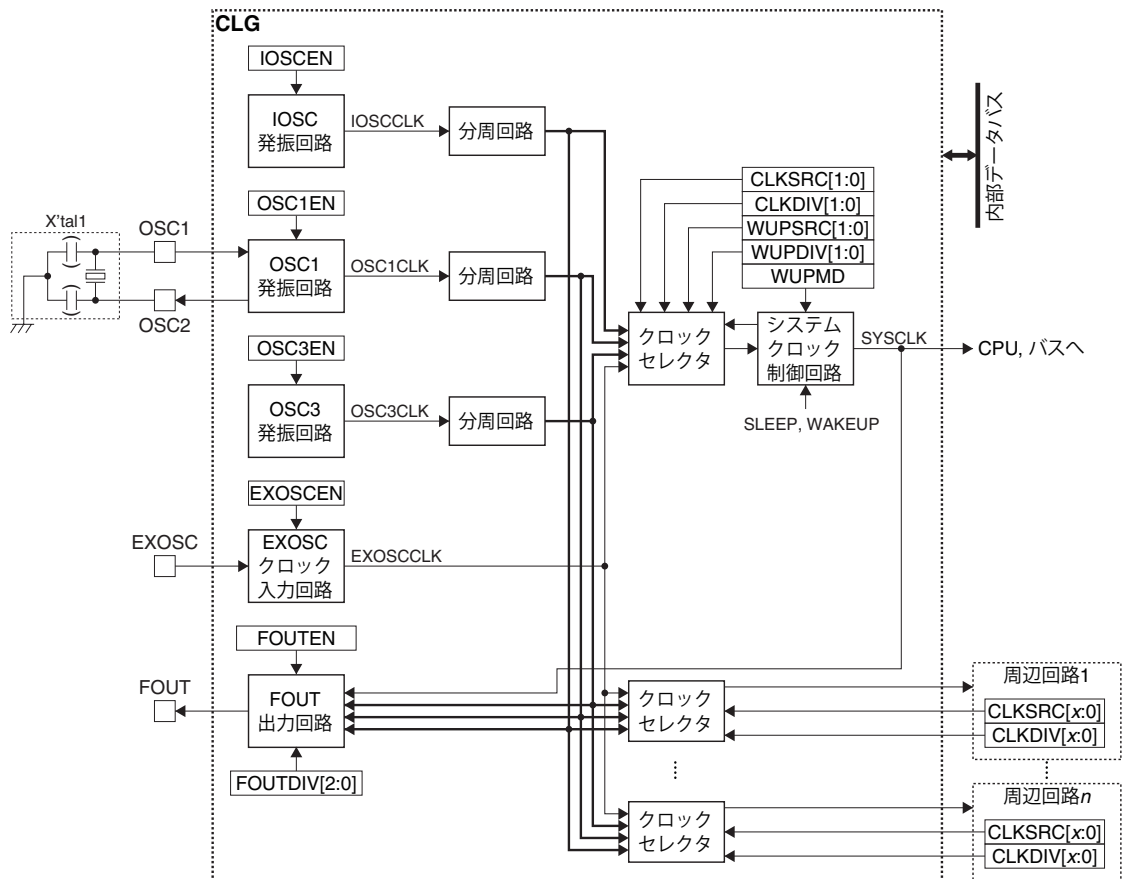 CLG
IOSCEN
IOSC
発振回路
IOSCCLK
分周回路
内部データバス
CLKSRC[1:0]
CLKDIV[1:0]
WUPSRC[1:0]
WUPDIV[1:0]
WUPMD
OSC1EN
X'tal1
OSC1
OSC1
発振回路
OSC1CLK
分周回路
OSC2
クロック
セレクタ
システム
クロック
制御回路
SYSCLK
CPU, バスへ
SLEEP, WAKEUP
OSC3EN
OSC3
発振回路
OSC3CLK
分周回路
EXOSCEN
EXOSC
EXOSC
クロック
入力回路
EXOSCCLK
FOUTEN
FOUT
FOUT
出力回路
FOUTDIV[2:0]
クロック
セレクタ
周辺回路1
CLKSRC[x:0]
CLKDIV[x:0]
クロック
セレクタ
周辺回路n
CLKSRC[x:0]
CLKDIV[x:0]